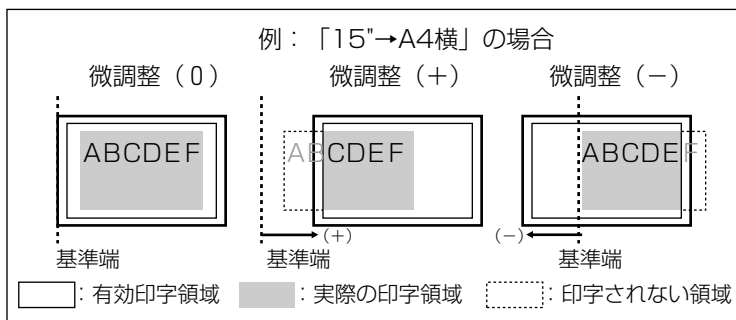 例：「15"→A4横」の場合
微調整（0） 微調整（+） 微調整（−）
ABCDEF ABCDEF ABCDEF
(+) (−)
基準端 基準端 基準端
：有効印字領域 ：実際の印字領域 ：印字されない領域